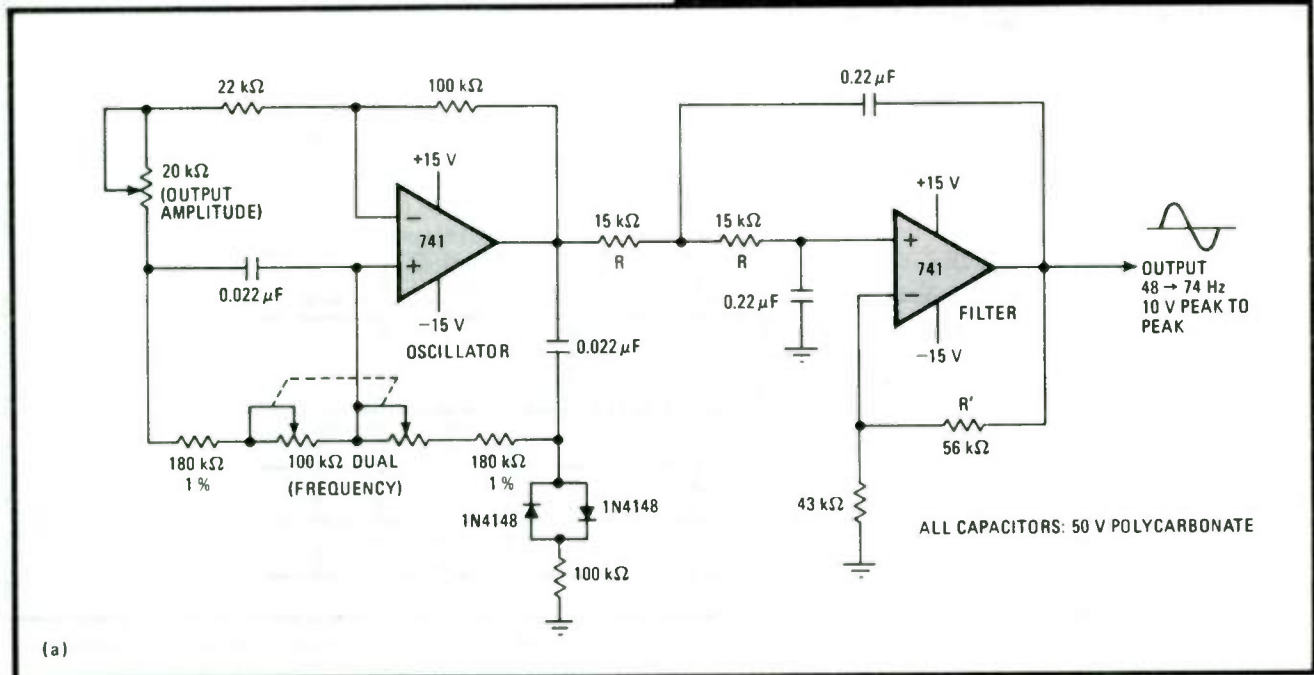 22 kΩ
100 kΩ
0.22 µF
20 kΩ
(OUTPUT
AMPLITUDE)
+15 V
−
741
+
−15 V
OSCILLATOR
0.022 µF
15 kΩ
R
15 kΩ
R
0.22 µF
+15 V
+
741
−
−15 V
FILTER
OUTPUT
48 → 74 Hz
10 V PEAK TO
PEAK
0.022 µF
180 kΩ
1 %
100 kΩ DUAL
(FREQUENCY)
180 kΩ
1 %
1N4148
1N4148
100 kΩ
R'
56 kΩ
43 kΩ
ALL CAPACITORS: 50 V POLYCARBONATE
(a)